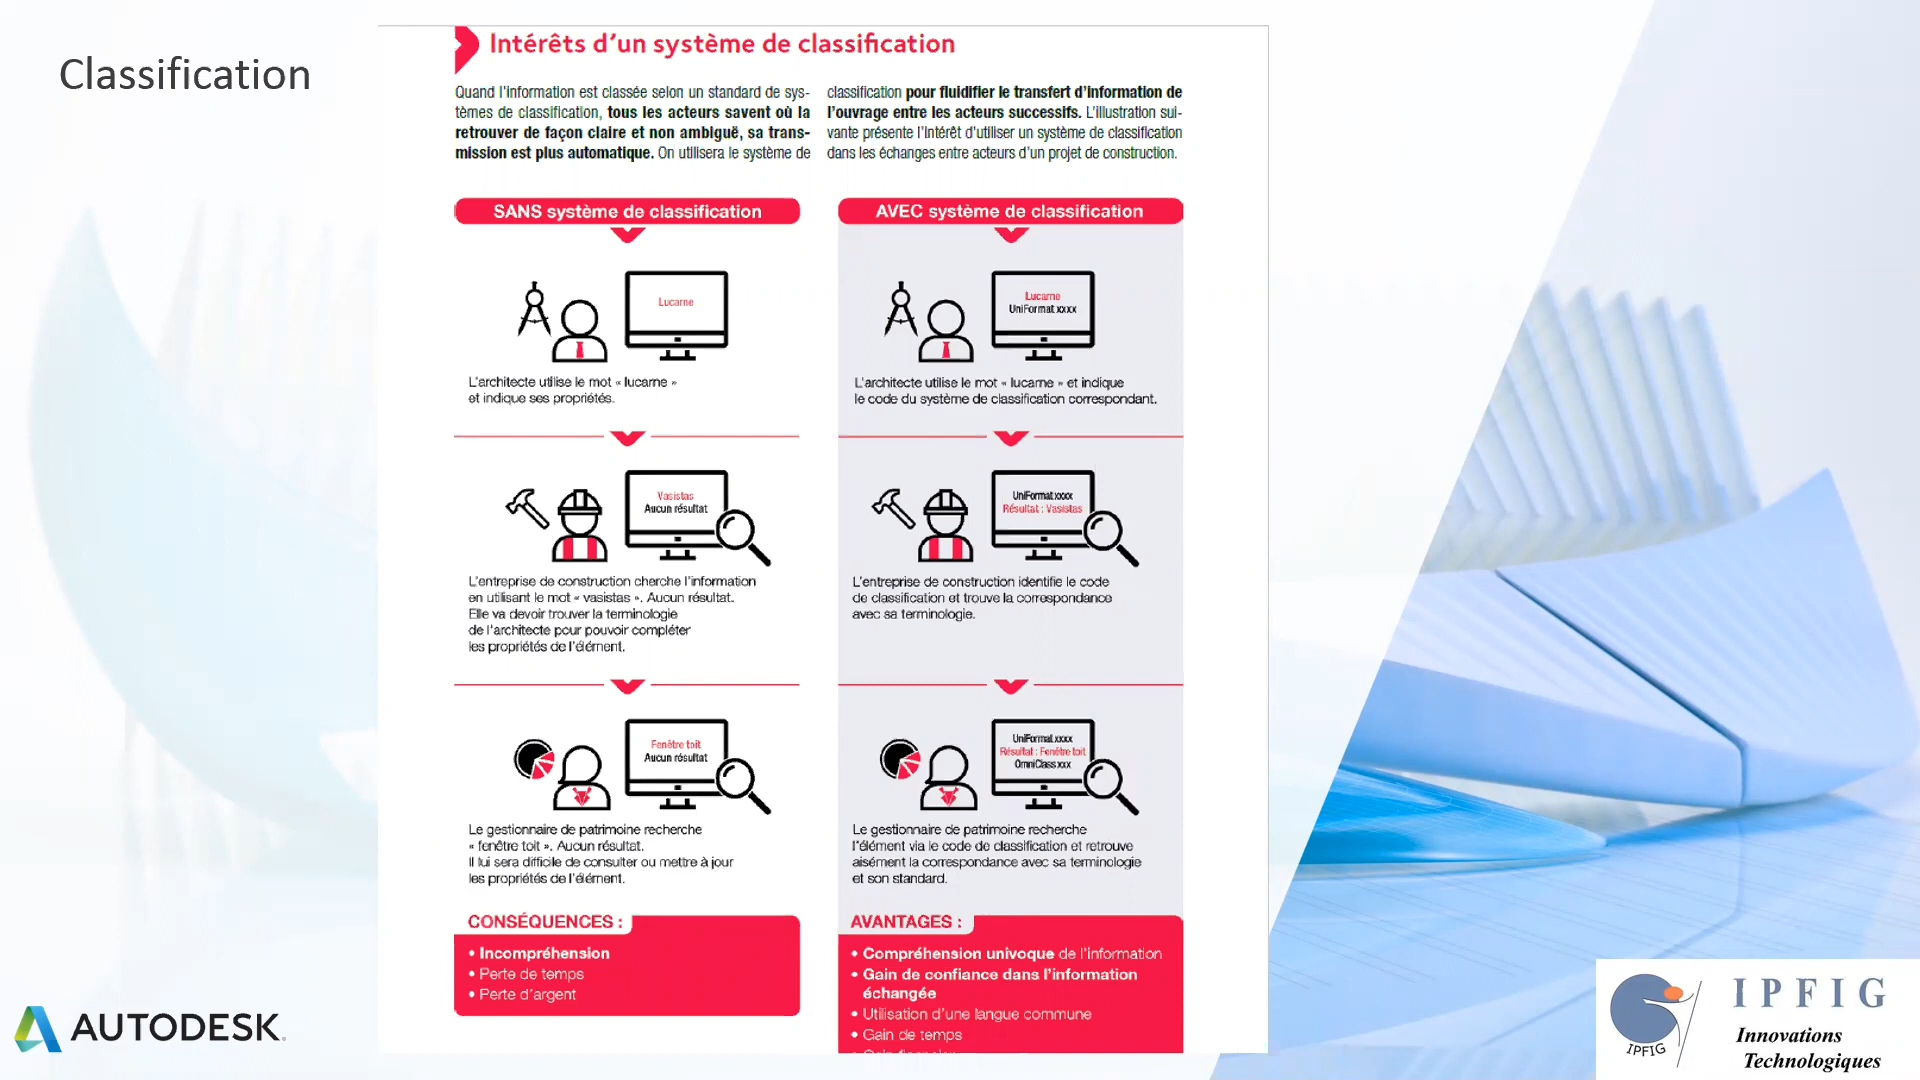 Classification
Intérêts d'un système de classification
Quand l'information est classée selon un standard de sys-
tèmes de classification, tous les acteurs savent où la
retrouver de façon claire et non ambiguë, sa trans-
mission est plus automatique. On utilisera le système de
classification pour fluidifier le transfert d'information de
l'ouvrage entre les acteurs successifs. L'illustration sui-
vante présente l'intérêt d'utiliser un système de classification
dans les échanges entre acteurs d'un projet de construction.
SANS système de classification
Lucarne
L'architecte utilise le mot « lucarne »
et indique ses propriétés.
Vasistas
Aucun résultat
L'entreprise de construction cherche l'information
en utilisant le mot « vasistas ». Aucun résultat.
Elle va devoir trouver la terminologie
de l'architecte pour pouvoir compléter
les propriétés de l'élément.
Fenêtre toit
Aucun résultat
Le gestionnaire de patrimoine recherche
« fenêtre toit ». Aucun résultat.
Il lui sera difficile de consulter ou mettre à jour
les propriétés de l'élément.
CONSÉQUENCES :
• Incompréhension
• Perte de temps
• Perte d'argent
AVEC système de classification
Lucarne
UniFormat xxxx
L'architecte utilise le mot « lucarne » et indique
le code du système de classification correspondant.
UniFormat xxxx
Résultat : Vasistas
L'entreprise de construction identifie le code
de classification et trouve la correspondance
avec sa terminologie.
UniFormat xxxx
Résultat : Fenêtre toit
OmniClass xxx
Le gestionnaire de patrimoine recherche
l'élément via le code de classification et retrouve
aisément la correspondance avec sa terminologie
et son standard.
AVANTAGES :
• Compréhension univoque de l'information
• Gain de confiance dans l'information
échangée
• Utilisation d'une langue commune
• Gain de temps
AUTODESK.
IPFIG
IPFIG
Innovations
Technologiques